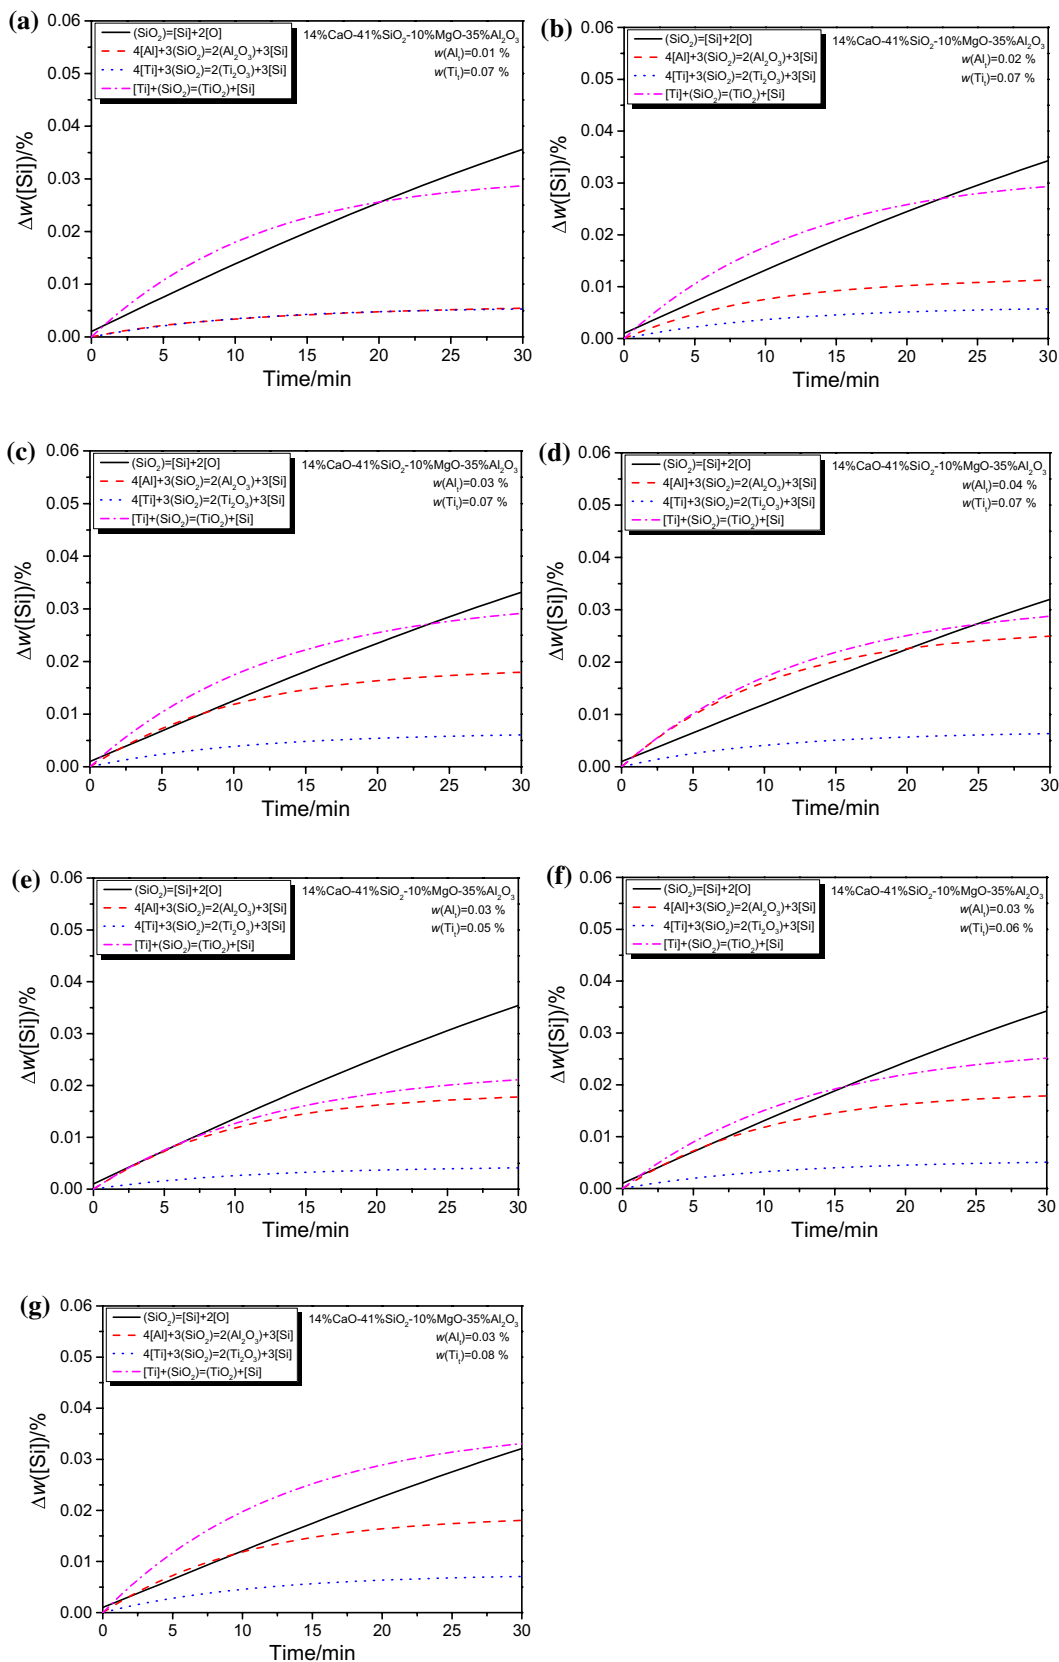 (a)
(SiO₂)=[Si]+2[O]
4[Al]+3(SiO₂)=2(Al₂O₃)+3[Si]
4[Ti]+3(SiO₂)=2(Ti₂O₃)+3[Si]
[Ti]+(SiO₂)=(TiO₂)+[Si]
14%CaO-41%SiO₂-10%MgO-35%Al₂O₃
w(Alₜ)=0.01 %
w(Tiₜ)=0.07 %
0.06
0.05
0.04
0.03
0.02
0.01
0.00
Δw([Si])/%
0 5 10 15 20 25 30
Time/min
(b)
(SiO₂)=[Si]+2[O]
4[Al]+3(SiO₂)=2(Al₂O₃)+3[Si]
4[Ti]+3(SiO₂)=2(Ti₂O₃)+3[Si]
[Ti]+(SiO₂)=(TiO₂)+[Si]
14%CaO-41%SiO₂-10%MgO-35%Al₂O₃
w(Alₜ)=0.02 %
w(Tiₜ)=0.07 %
0.06
0.05
0.04
0.03
0.02
0.01
0.00
Δw([Si])/%
0 5 10 15 20 25 30
Time/min
(c)
(SiO₂)=[Si]+2[O]
4[Al]+3(SiO₂)=2(Al₂O₃)+3[Si]
4[Ti]+3(SiO₂)=2(Ti₂O₃)+3[Si]
[Ti]+(SiO₂)=(TiO₂)+[Si]
14%CaO-41%SiO₂-10%MgO-35%Al₂O₃
w(Alₜ)=0.03 %
w(Tiₜ)=0.07 %
0.06
0.05
0.04
0.03
0.02
0.01
0.00
Δw([Si])/%
0 5 10 15 20 25 30
Time/min
(d)
(SiO₂)=[Si]+2[O]
4[Al]+3(SiO₂)=2(Al₂O₃)+3[Si]
4[Ti]+3(SiO₂)=2(Ti₂O₃)+3[Si]
[Ti]+(SiO₂)=(TiO₂)+[Si]
14%CaO-41%SiO₂-10%MgO-35%Al₂O₃
w(Alₜ)=0.04 %
w(Tiₜ)=0.07 %
0.06
0.05
0.04
0.03
0.02
0.01
0.00
Δw([Si])/%
0 5 10 15 20 25 30
Time/min
(e)
(SiO₂)=[Si]+2[O]
4[Al]+3(SiO₂)=2(Al₂O₃)+3[Si]
4[Ti]+3(SiO₂)=2(Ti₂O₃)+3[Si]
[Ti]+(SiO₂)=(TiO₂)+[Si]
14%CaO-41%SiO₂-10%MgO-35%Al₂O₃
w(Alₜ)=0.03 %
w(Tiₜ)=0.05 %
0.06
0.05
0.04
0.03
0.02
0.01
0.00
Δw([Si])/%
0 5 10 15 20 25 30
Time/min
(f)
(SiO₂)=[Si]+2[O]
4[Al]+3(SiO₂)=2(Al₂O₃)+3[Si]
4[Ti]+3(SiO₂)=2(Ti₂O₃)+3[Si]
[Ti]+(SiO₂)=(TiO₂)+[Si]
14%CaO-41%SiO₂-10%MgO-35%Al₂O₃
w(Alₜ)=0.03 %
w(Tiₜ)=0.06 %
0.06
0.05
0.04
0.03
0.02
0.01
0.00
Δw([Si])/%
0 5 10 15 20 25 30
Time/min
(g)
(SiO₂)=[Si]+2[O]
4[Al]+3(SiO₂)=2(Al₂O₃)+3[Si]
4[Ti]+3(SiO₂)=2(Ti₂O₃)+3[Si]
[Ti]+(SiO₂)=(TiO₂)+[Si]
14%CaO-41%SiO₂-10%MgO-35%Al₂O₃
w(Alₜ)=0.03 %
w(Tiₜ)=0.08 %
0.06
0.05
0.04
0.03
0.02
0.01
0.00
Δw([Si])/%
0 5 10 15 20 25 30
Time/min